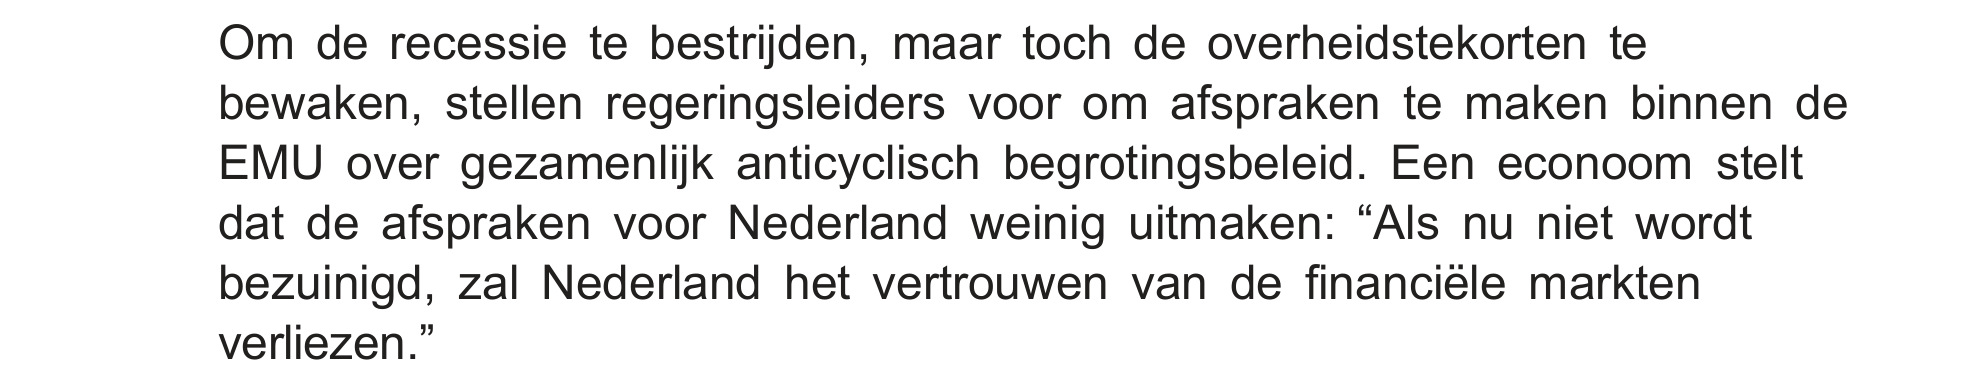 Om de recessie te bestrijden, maar toch de overheidstekorten te
bewaken, stellen regeringsleiders voor om afspraken te maken binnen de
EMU over gezamenlijk anticyclisch begrotingsbeleid. Een econoom stelt
dat de afspraken voor Nederland weinig uitmaken: “Als nu niet wordt
bezuinigd, zal Nederland het vertrouwen van de financiële markten
verliezen.”